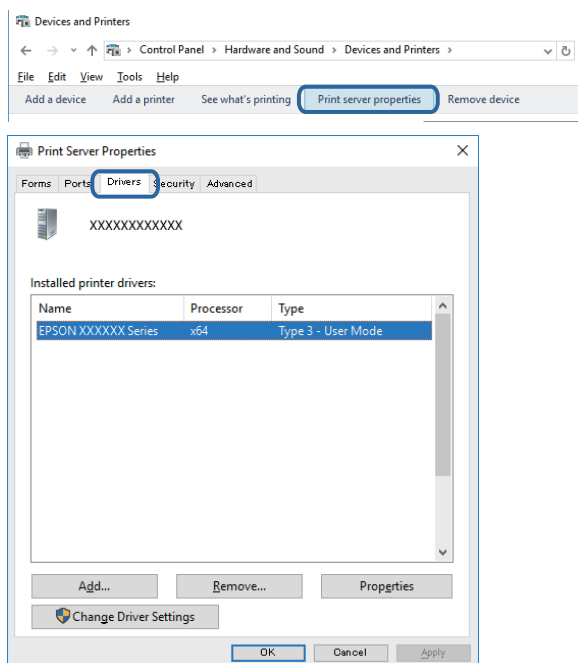 Devices and Printers
Control Panel > Hardware and Sound > Devices and Printers >
File Edit View Tools Help
Add a device Add a printer See what's printing Print server properties Remove device
Print Server Properties
Forms Ports Drivers Security Advanced
XXXXXXXXXXXX
Installed printer drivers:
Name Processor Type
EPSON XXXXXX Series x64 Type 3 - User Mode
Add... Remove... Properties
Change Driver Settings
OK Cancel Apply